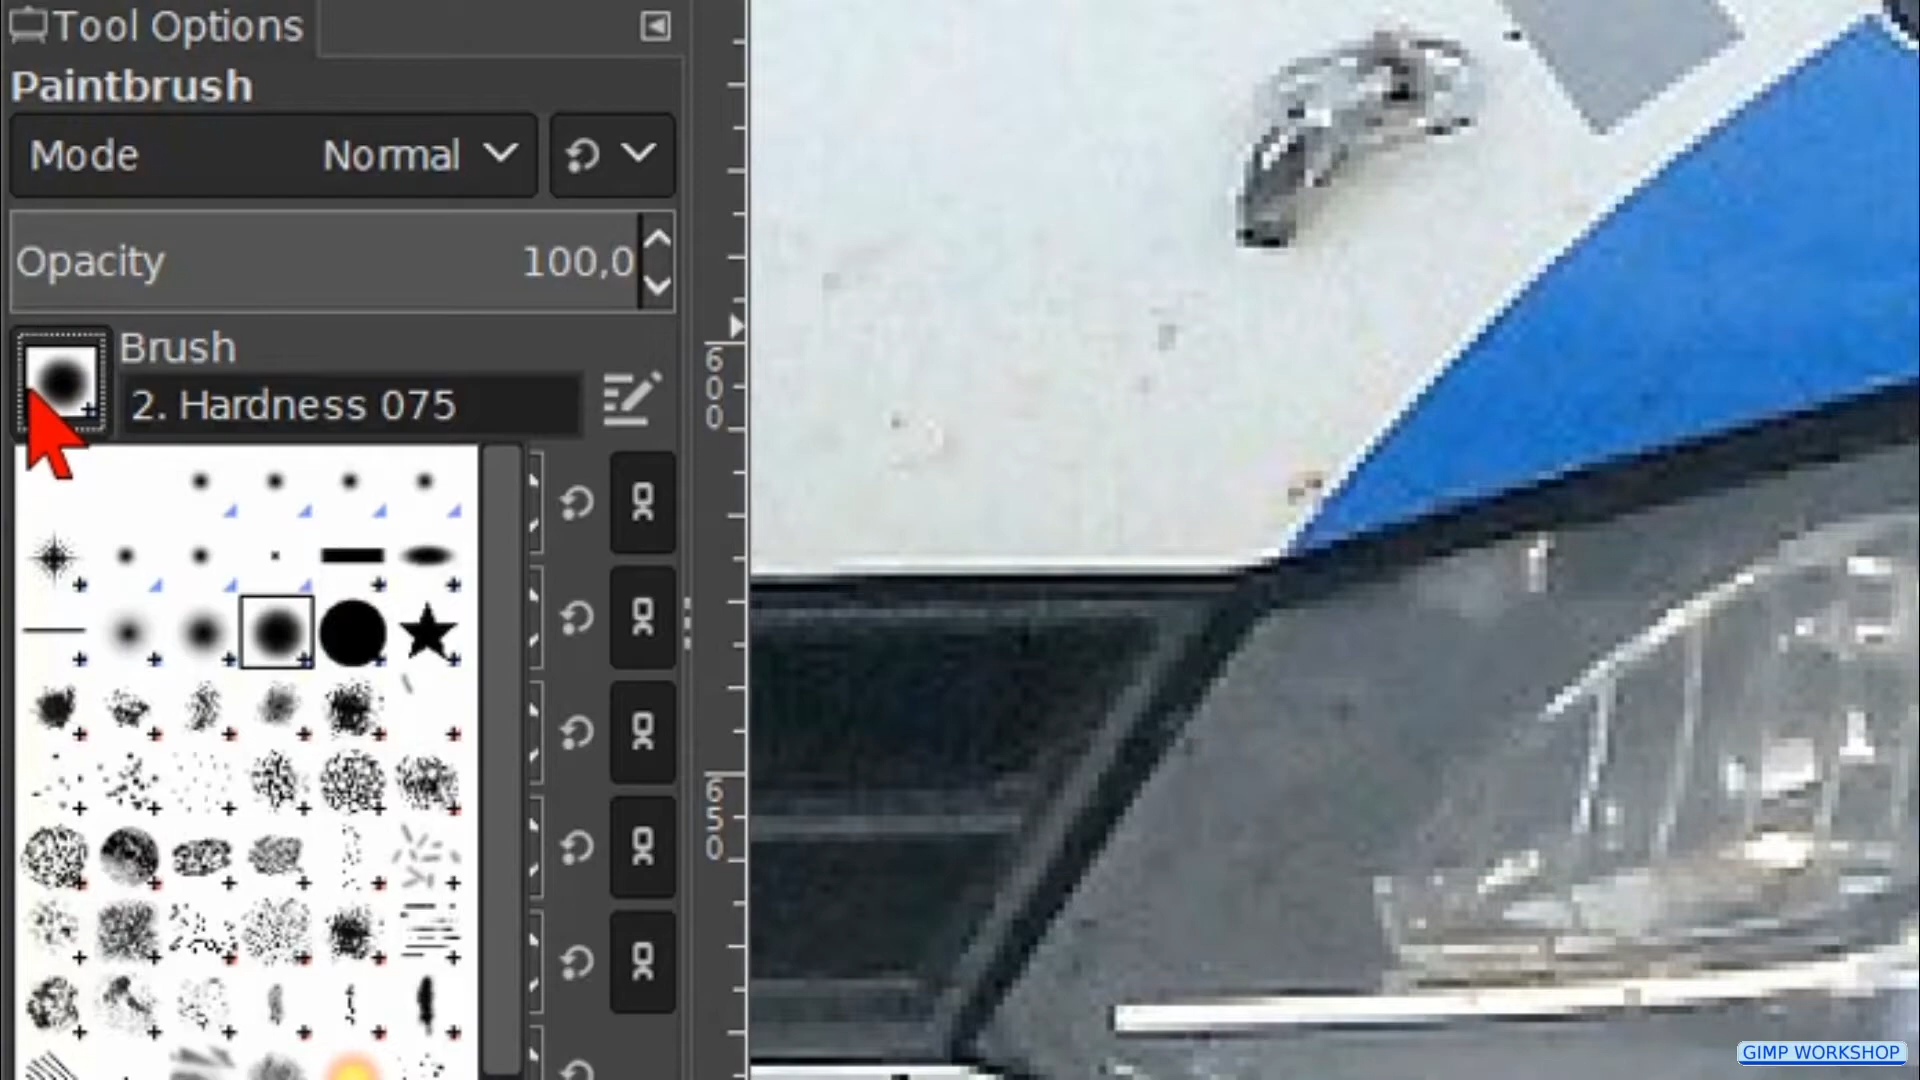 Tool Options
Paintbrush
Mode Normal
Opacity 100,0
Brush
2. Hardness 075
600
650
GIMP WORKSHOP